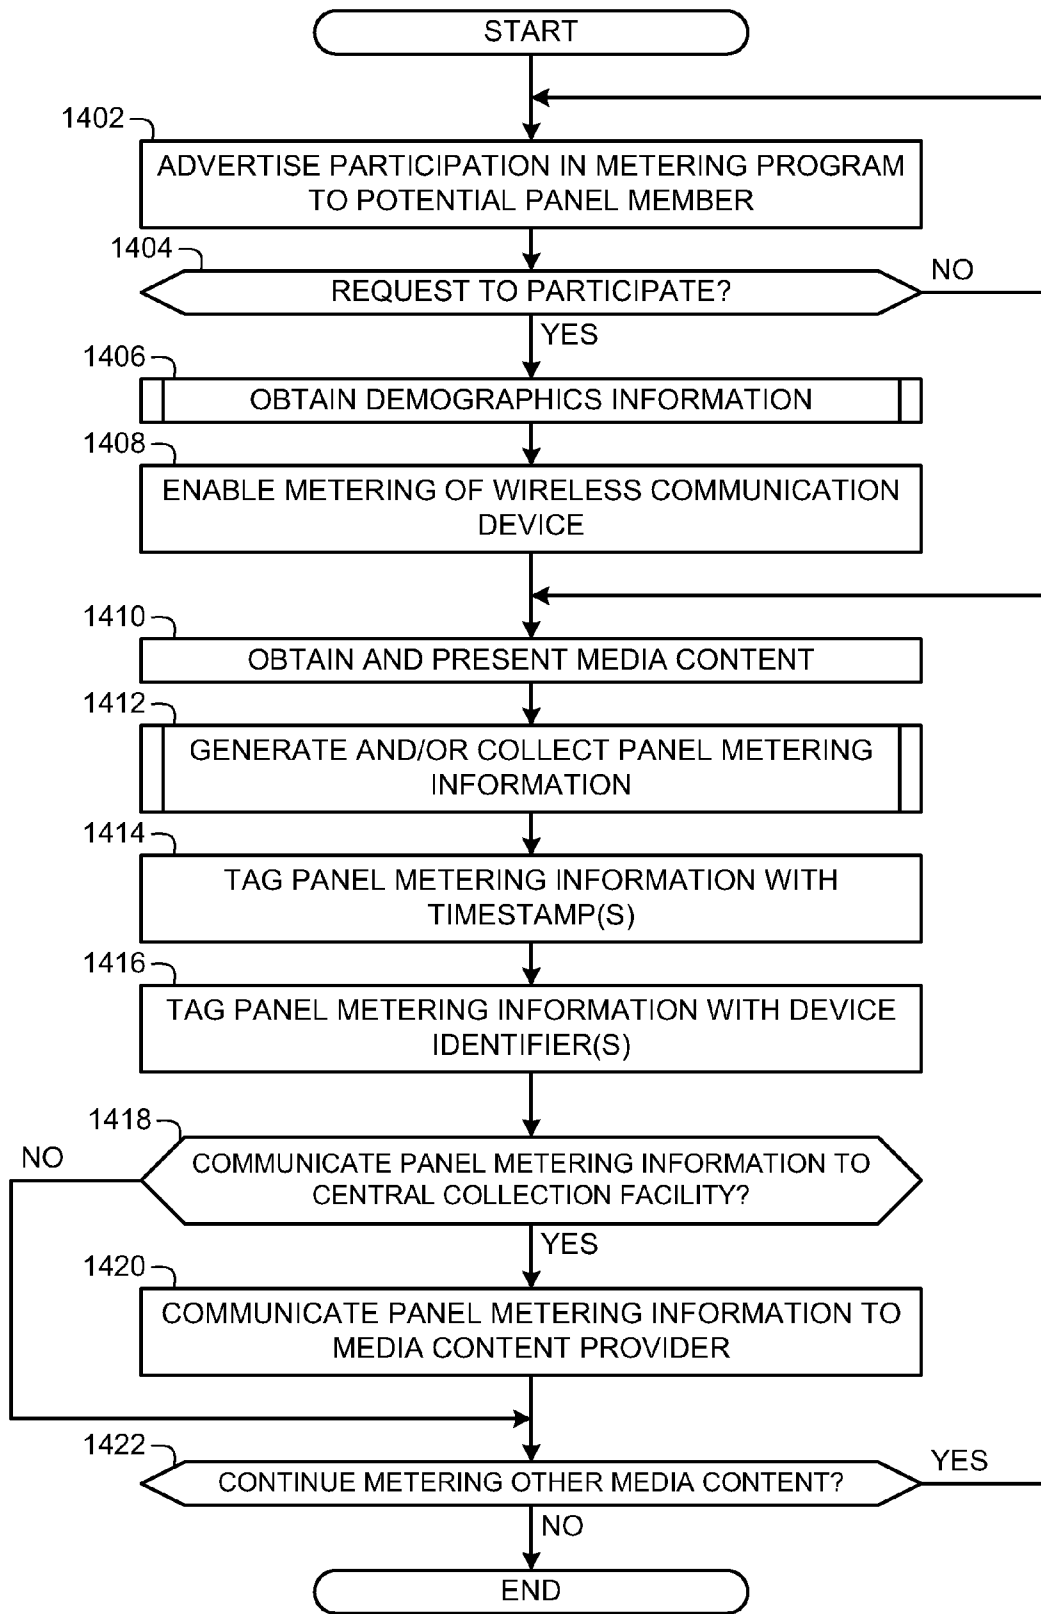 START
1402
ADVERTISE PARTICIPATION IN METERING PROGRAM
TO POTENTIAL PANEL MEMBER
1404
REQUEST TO PARTICIPATE?
NO
YES
1406
OBTAIN DEMOGRAPHICS INFORMATION
1408
ENABLE METERING OF WIRELESS COMMUNICATION
DEVICE
1410
OBTAIN AND PRESENT MEDIA CONTENT
1412
GENERATE AND/OR COLLECT PANEL METERING
INFORMATION
1414
TAG PANEL METERING INFORMATION WITH
TIMESTAMP(S)
1416
TAG PANEL METERING INFORMATION WITH DEVICE
IDENTIFIER(S)
1418
NO
COMMUNICATE PANEL METERING INFORMATION TO
CENTRAL COLLECTION FACILITY?
YES
1420
COMMUNICATE PANEL METERING INFORMATION TO
MEDIA CONTENT PROVIDER
1422
CONTINUE METERING OTHER MEDIA CONTENT?
YES
NO
END